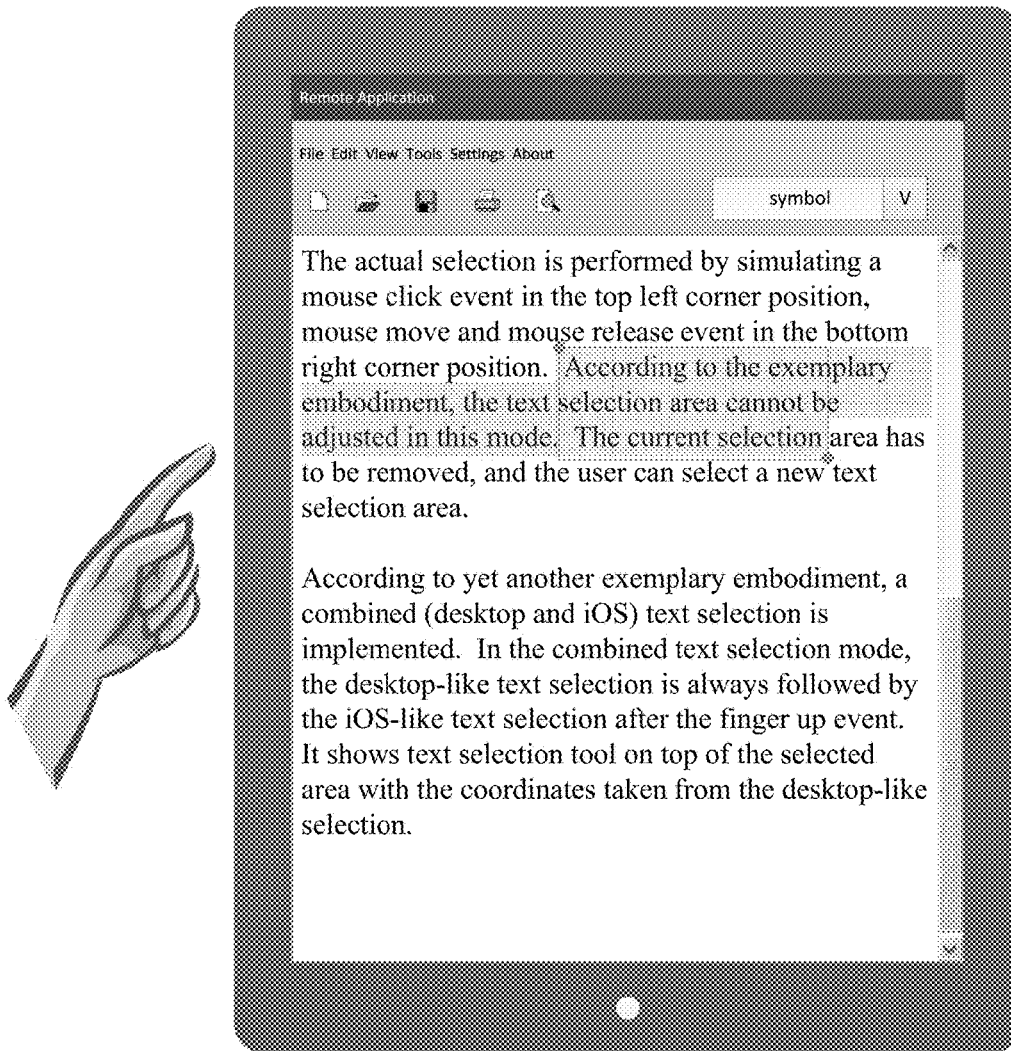 Remote Application
File Edit View Tools Settings About
symbol V
The actual selection is performed by simulating a
mouse click event in the top left corner position,
mouse move and mouse release event in the bottom
right corner position. According to the exemplary
embodiment, the text selection area cannot be
adjusted in this mode. The current selection area has
to be removed, and the user can select a new text
selection area.
According to yet another exemplary embodiment, a
combined (desktop and iOS) text selection is
implemented. In the combined text selection mode,
the desktop-like text selection is always followed by
the iOS-like text selection after the finger up event.
It shows text selection tool on top of the selected
area with the coordinates taken from the desktop-like
selection.